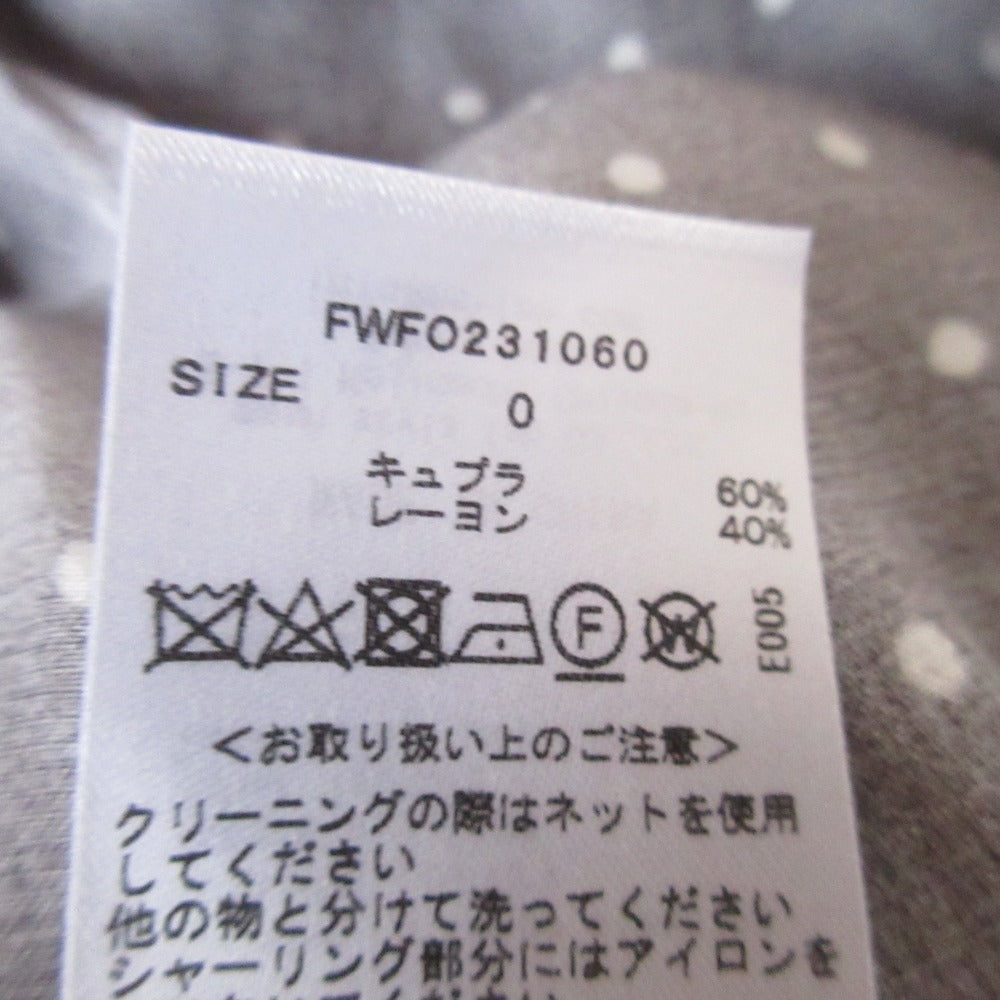 FWFO231060
SIZE 0
キュプラ 60%
レーヨン 40%
F W E005
<お取り扱い上のご注意>
クリーニングの際はネットを使用
してください
他の物と分けて洗ってください
シャーリング部分にはアイロンを